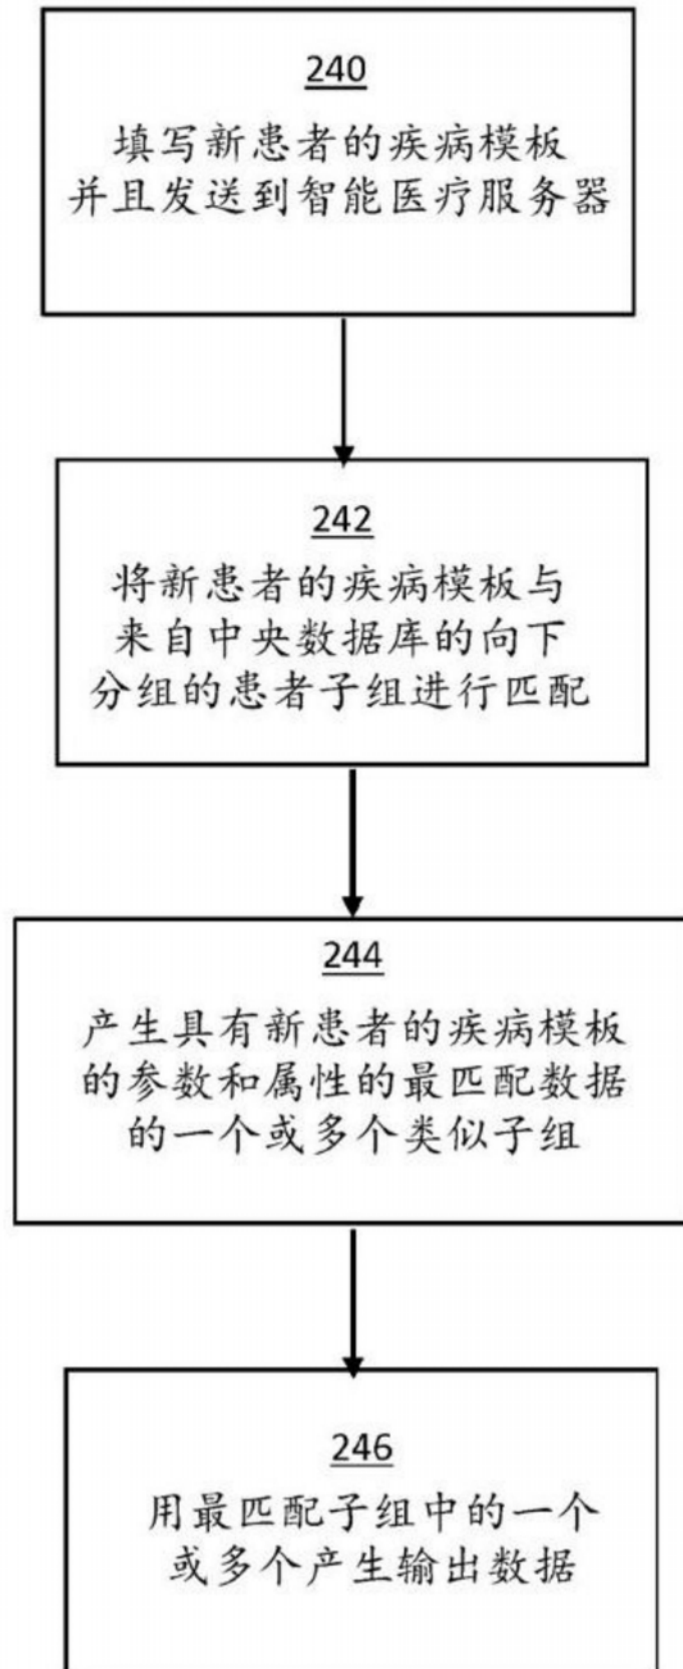 240
填写新患者的疾病模板
并且发送到智能医疗服务器
242
将新患者的疾病模板与
来自中央数据库的向下
分组的患者子组进行匹配
244
产生具有新患者的疾病模板
的参数和属性的最匹配数据
的一个或多个类似子组
246
用最匹配子组中的一个
或多个产生输出数据